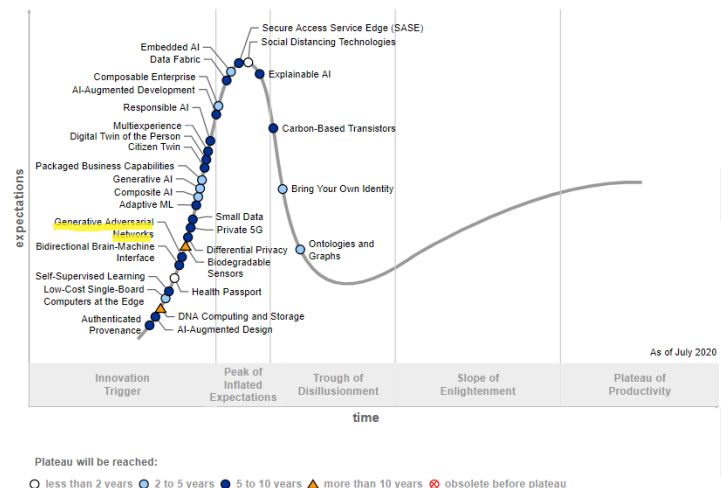 Secure Access Service Edge (SASE)
Embedded AI
Social Distancing Technologies
Data Fabric
Composable Enterprise
Explainable AI
AI-Augmented Development
Responsible AI
Multiexperience
Carbon-Based Transistors
Digital Twin of the Person
Citizen Twin
Packaged Business Capabilities
Generative AI
Bring Your Own Identity
Composite AI
Adaptive ML
Small Data
Generative Adversarial
Networks
Private 5G
Bidirectional Brain-Machine
Interface
Differential Privacy
Biodegradable
Sensors
Ontologies and
Graphs
Self-Supervised Learning
Low-Cost Single-Board
Computers at the Edge
Health Passport
Authenticated
Provenance
DNA Computing and Storage
AI-Augmented Design
expectations
As of July 2020
Innovation
Trigger
Peak of
Inflated
Expectations
Trough of
Disillusionment
Slope of
Enlightenment
Plateau of
Productivity
time
Plateau will be reached:
less than 2 years
2 to 5 years
5 to 10 years
more than 10 years
obsolete before plateau